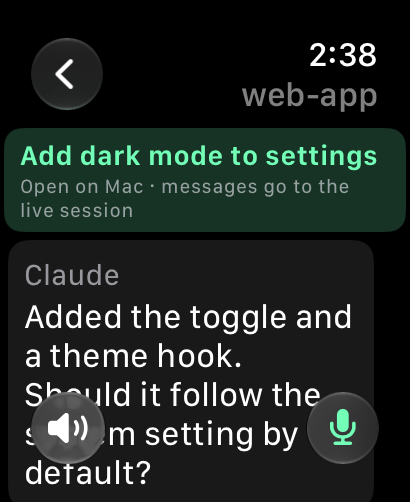 2:38
web-app
Add dark mode to settings
Open on Mac · messages go to the
live session
Claude
Added the toggle and
a theme hook.
Should it follow the
system setting by
default?